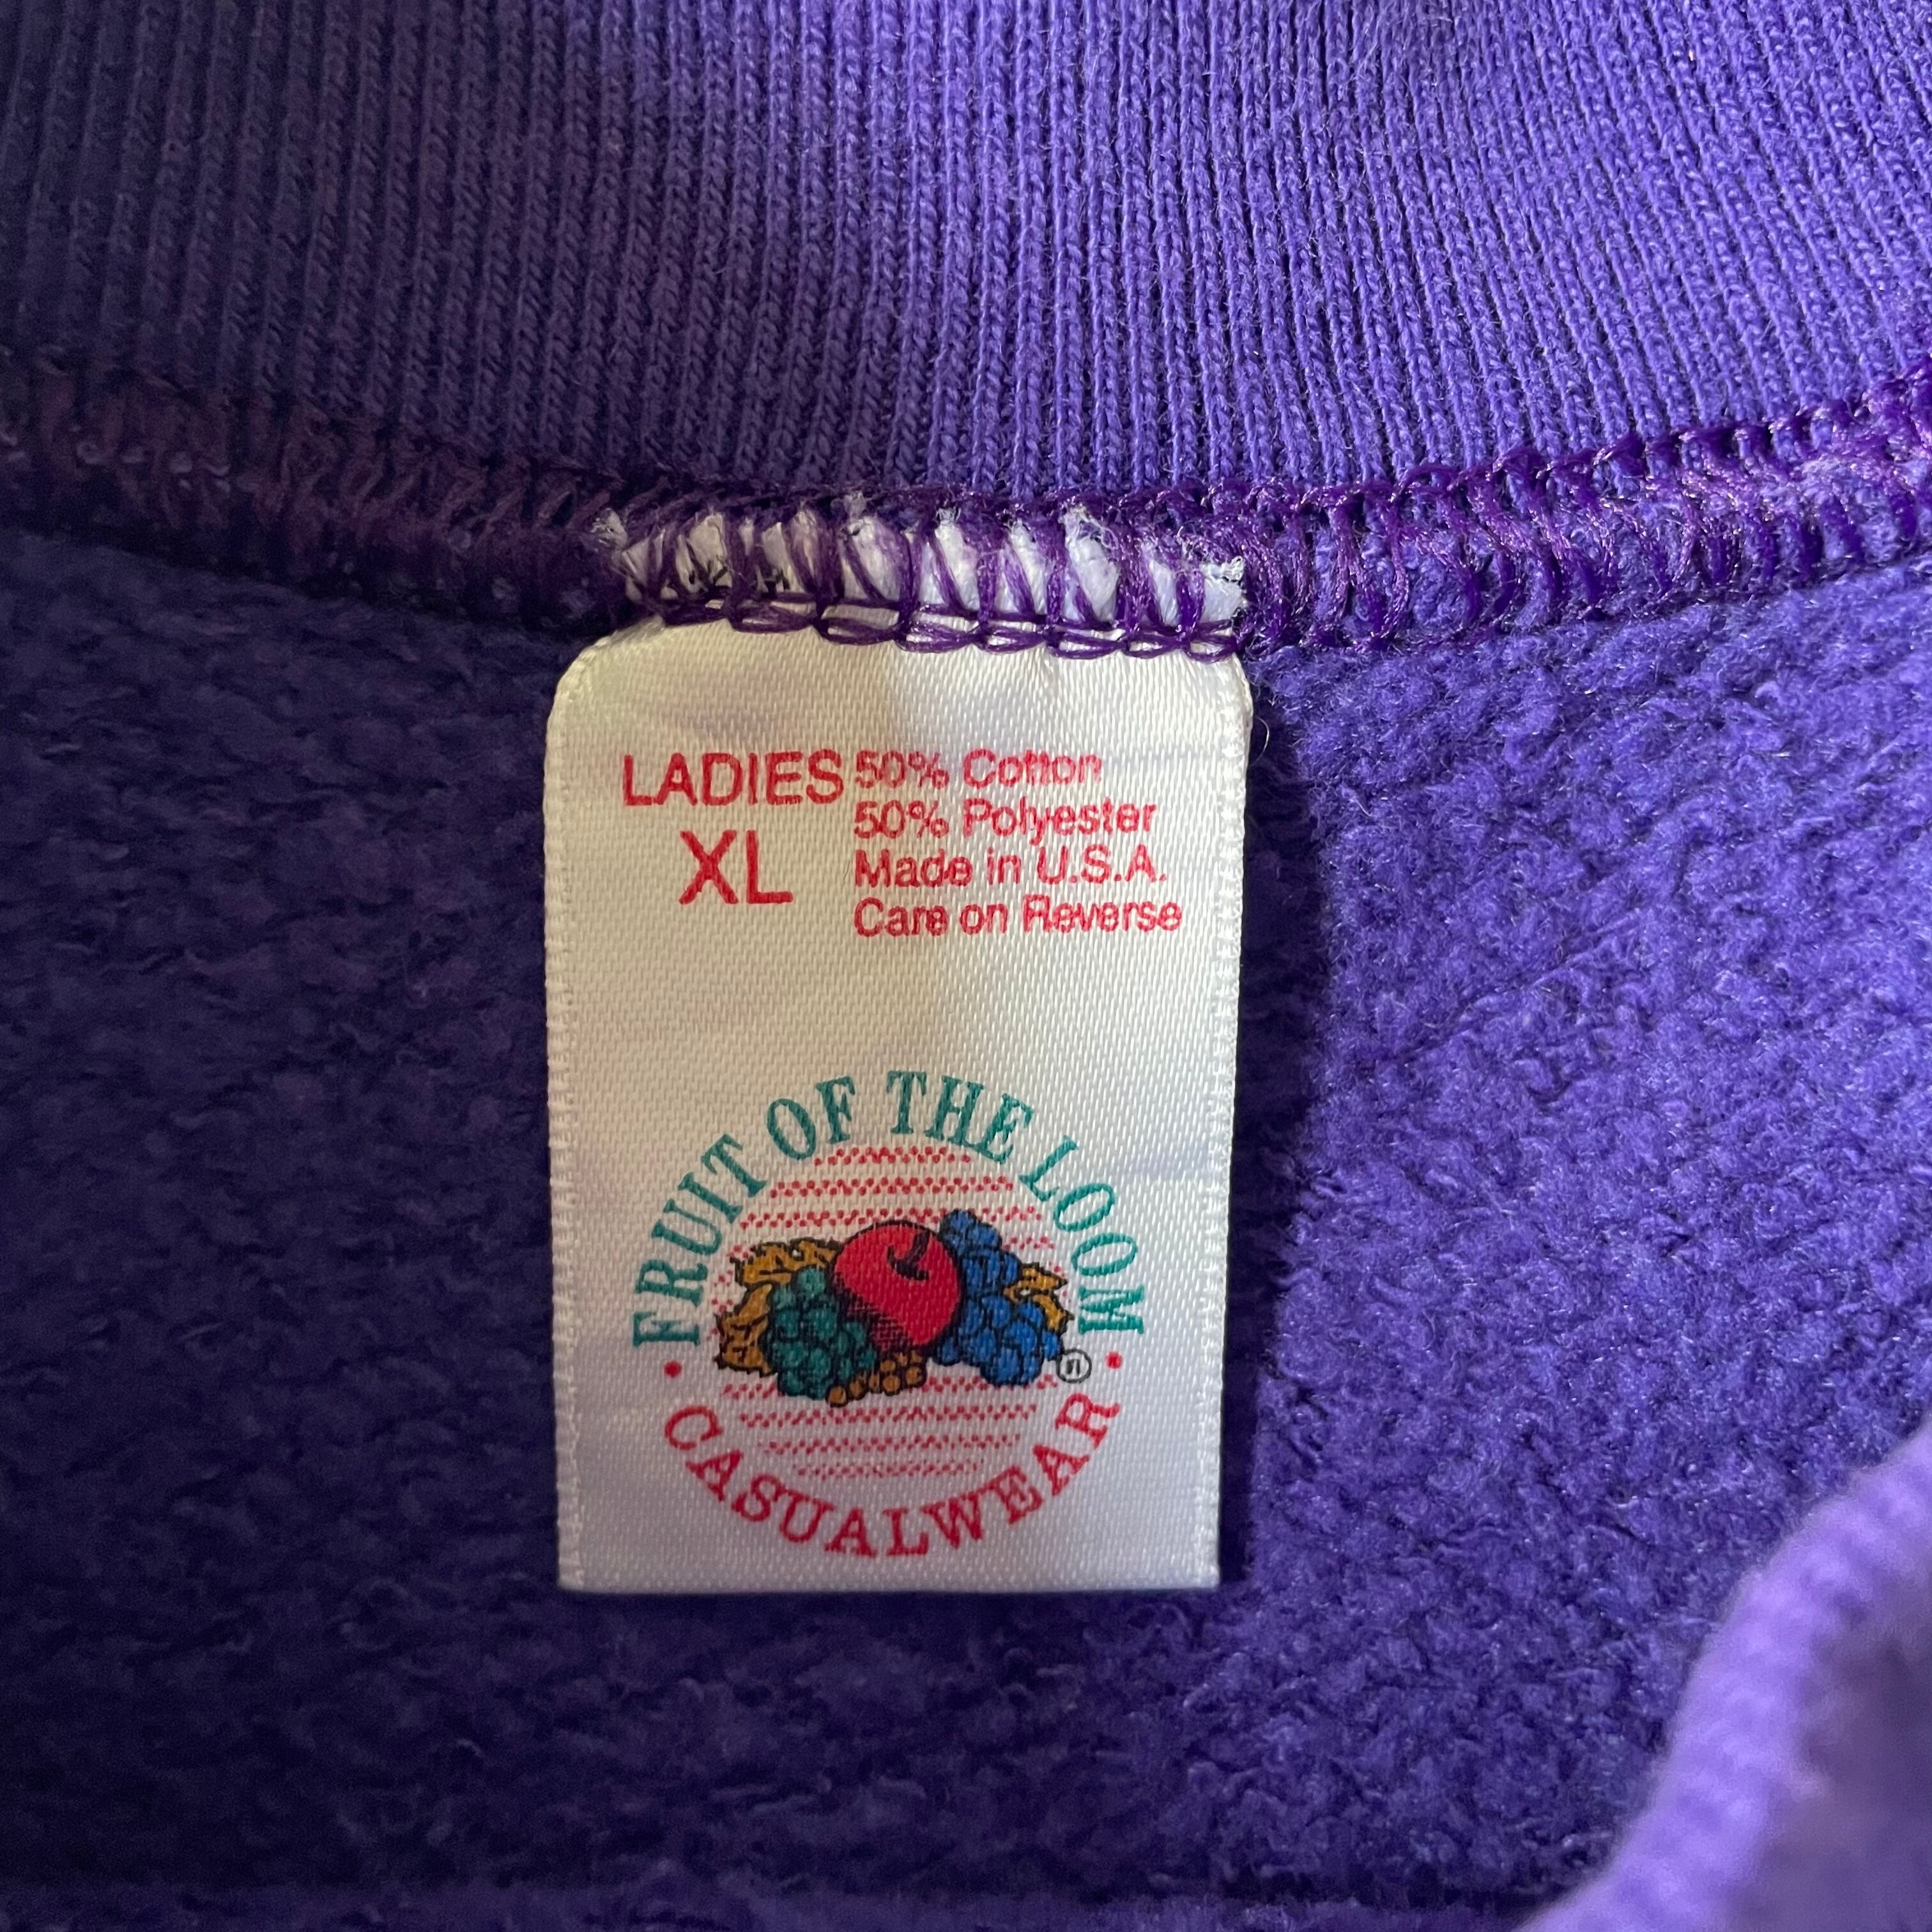 LADIES
XL
50% Cotton
50% Polyester
Made in U.S.A.
Care on Reverse
FRUIT OF THE LOOM
®
• CASUALWEAR •